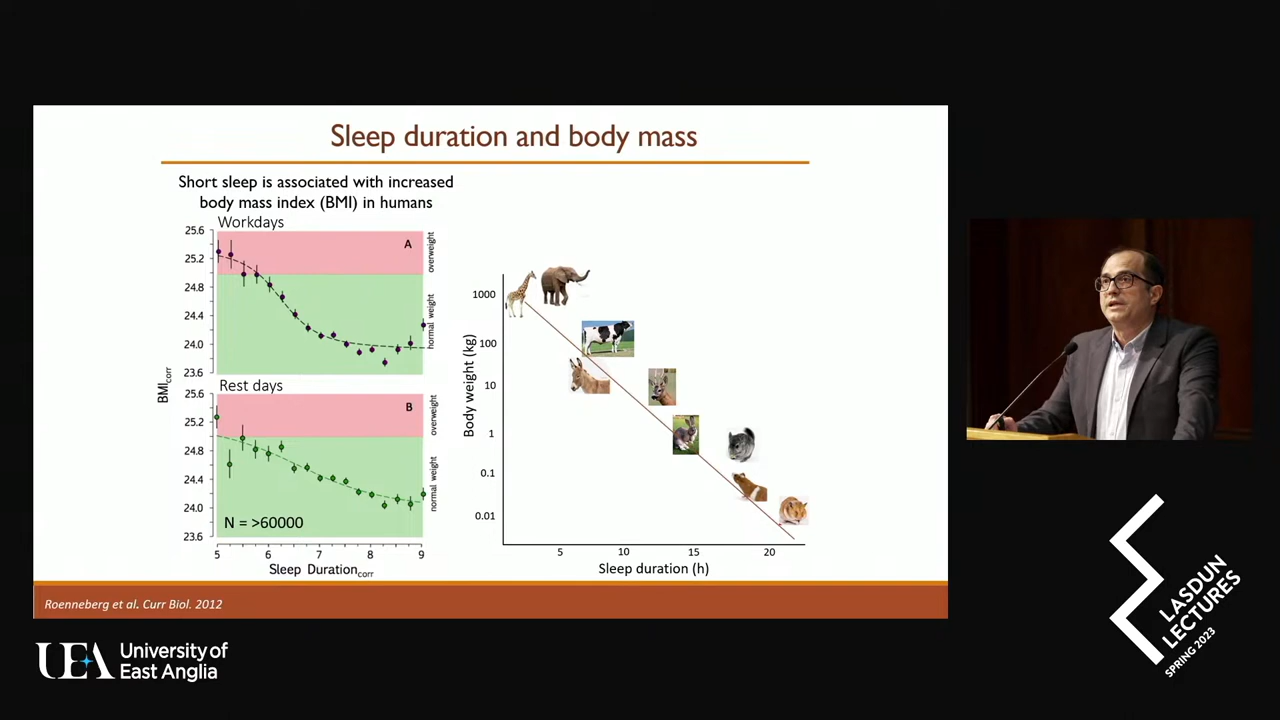 Sleep duration and body mass
Short sleep is associated with increased
body mass index (BMI) in humans
Workdays
25.6
25.2
24.8
24.4
24.0
23.6
A
overweight
normal weight
BMIcorr
Rest days
25.6
25.2
24.8
24.4
24.0
23.6
B
overweight
normal weight
N = >60000
5 6 7 8 9
Sleep Durationcorr
Body weight (kg)
1000
100
10
1
0.1
0.01
5 10 15 20
Sleep duration (h)
Roenneberg et al. Curr Biol. 2012
UEA University of
East Anglia
LASDUN
LECTURES
SPRING 2023